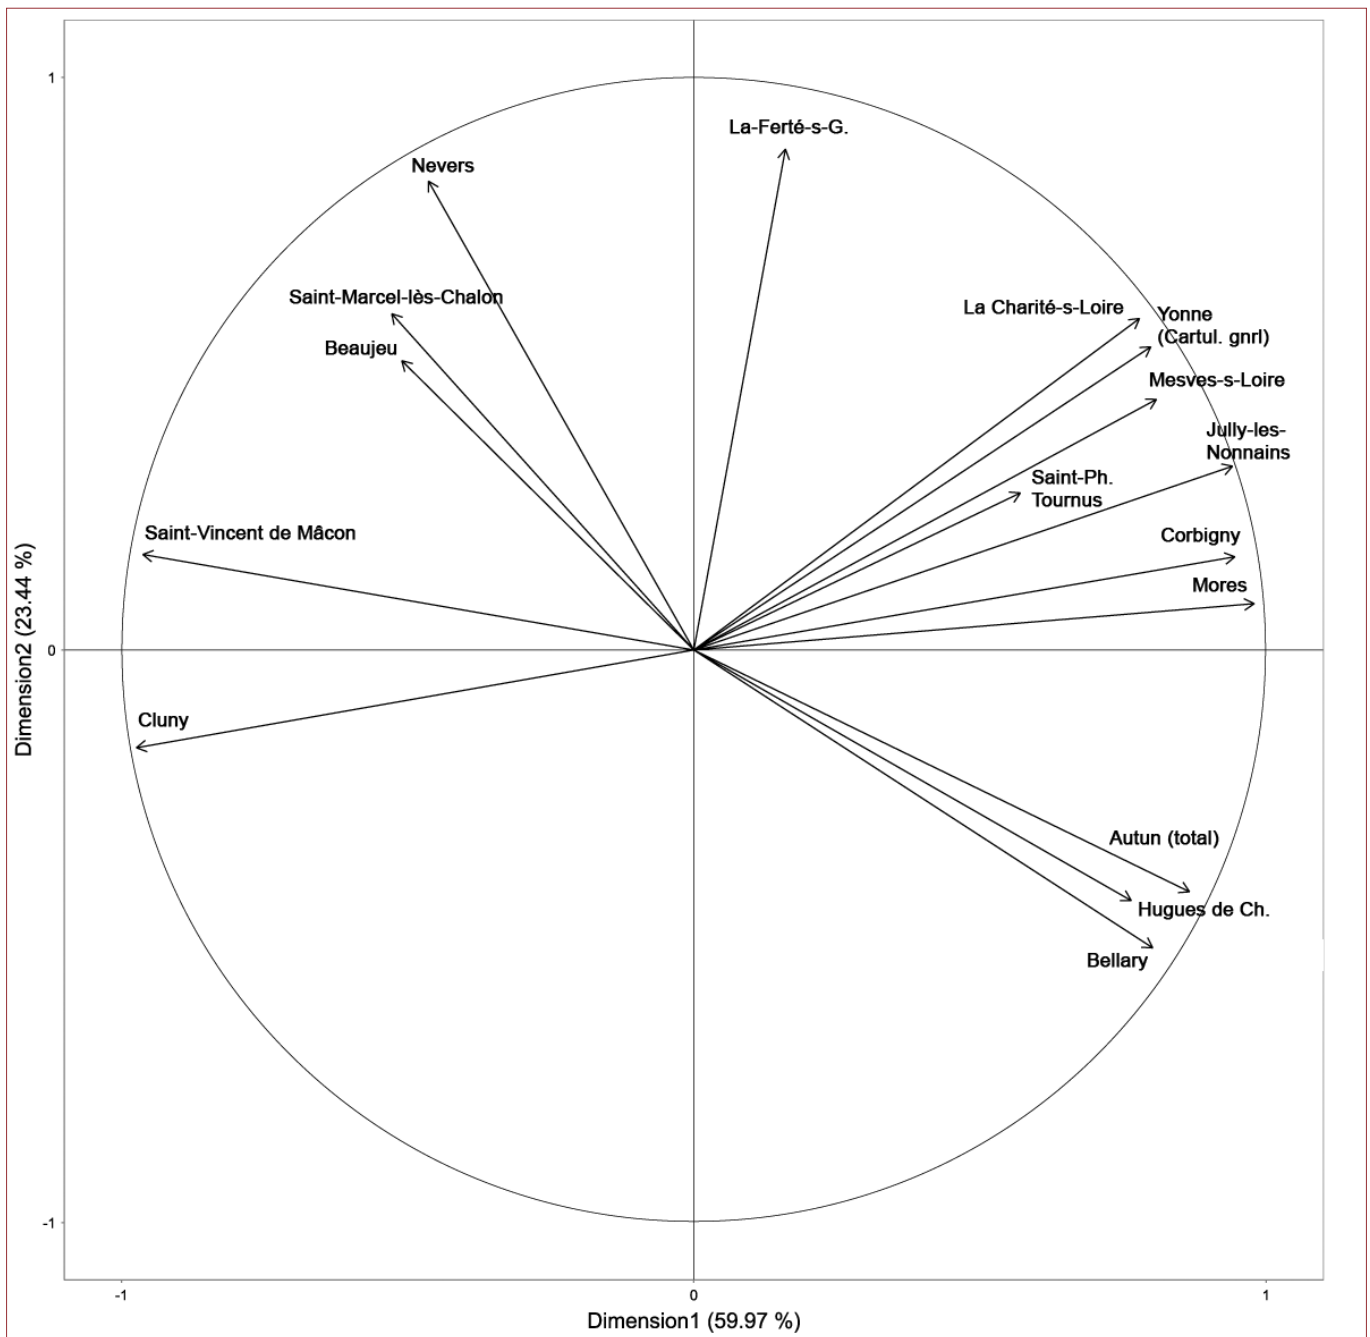 1
La-Ferté-s-G.
Nevers
Saint-Marcel-lès-Chalon
La Charité-s-Loire
Yonne
(Cartul. gnrl)
Beaujeu
Mesves-s-Loire
Jully-les-
Nonnains
Saint-Ph.
Tournus
Saint-Vincent de Mâcon
Corbigny
Mores
0
Dimension2 (23.44 %)
Cluny
Autun (total)
Hugues de Ch.
Bellary
-1
-1
0
1
Dimension1 (59.97 %)